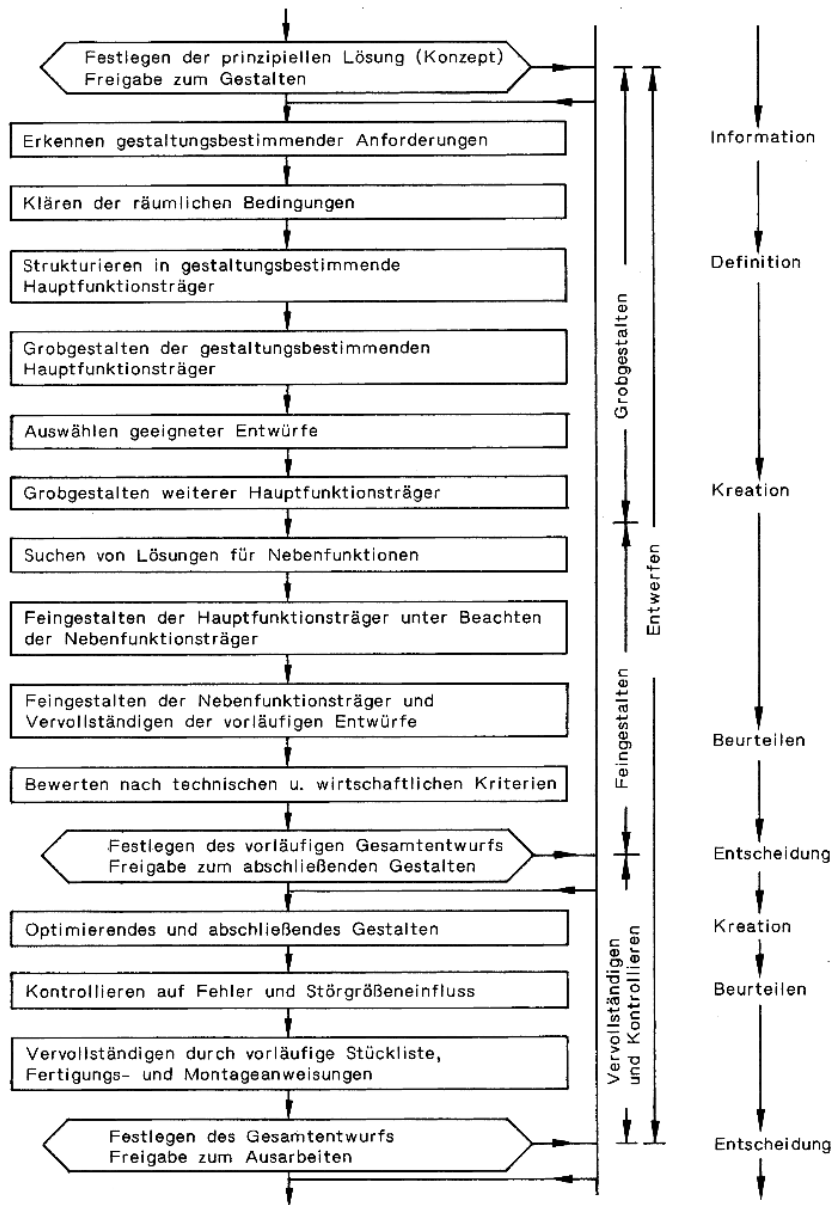 Festlegen der prinzipiellen Lösung (Konzept)
Freigabe zum Gestalten
Erkennen gestaltungsbestimmender Anforderungen
Klären der räumlichen Bedingungen
Strukturieren in gestaltungsbestimmende
Hauptfunktionsträger
Grobgestalten der gestaltungsbestimmenden
Hauptfunktionsträger
Auswählen geeigneter Entwürfe
Grobgestalten weiterer Hauptfunktionsträger
Suchen von Lösungen für Nebenfunktionen
Feingestalten der Hauptfunktionsträger unter Beachten
der Nebenfunktionsträger
Feingestalten der Nebenfunktionsträger und
Vervollständigen der vorläufigen Entwürfe
Bewerten nach technischen u. wirtschaftlichen Kriterien
Festlegen des vorläufigen Gesamtentwurfs
Freigabe zum abschließenden Gestalten
Optimierendes und abschließendes Gestalten
Kontrollieren auf Fehler und Störgrößeneinfluss
Vervollständigen durch vorläufige Stückliste,
Fertigungs- und Montageanweisungen
Festlegen des Gesamtentwurfs
Freigabe zum Ausarbeiten
Grobgestalten
Feingestalten
Vervollständigen
und Kontrollieren
Entwerfen
Information
Definition
Kreation
Beurteilen
Entscheidung
Kreation
Beurteilen
Entscheidung